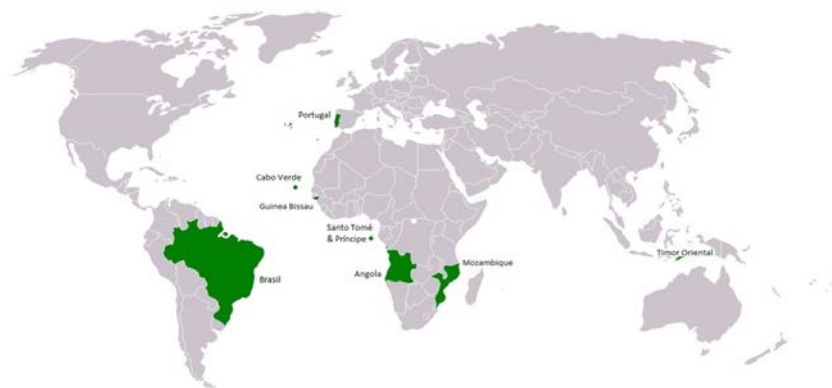 Portugal
Cabo Verde
Guinea Bissau
Santo Tomé
& Príncipe
Angola
Mozambique
Brasil
Timor Oriental